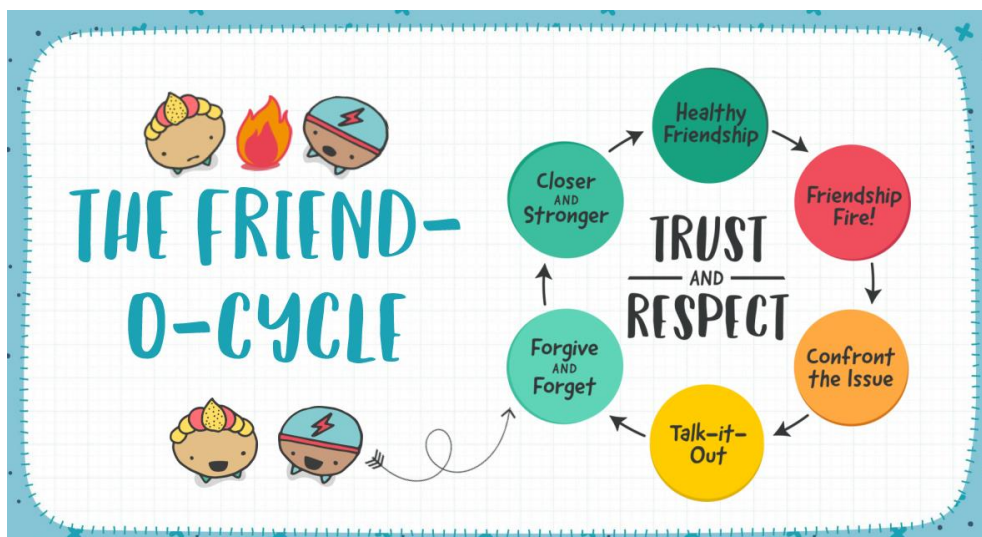 THE FRIEND-
O-CYCLE
Healthy
Friendship
Friendship
Fire!
Confront
the Issue
Talk-it-
Out
Forgive
AND
Forget
Closer
AND
Stronger
TRUST
AND
RESPECT